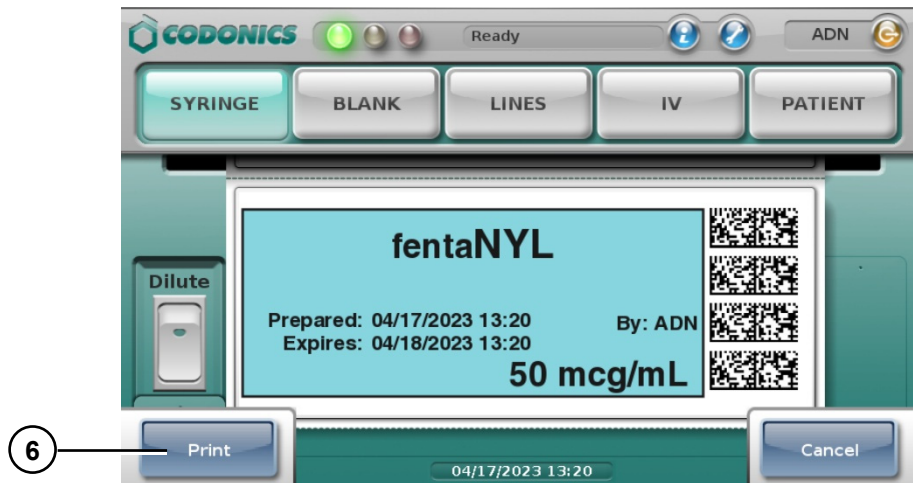 CODONICS Ready ADN
SYRINGE BLANK LINES IV PATIENT
fentaNYL
Dilute
Prepared: 04/17/2023 13:20 By: ADN
Expires: 04/18/2023 13:20
50 mcg/mL
6 Print Cancel
04/17/2023 13:20